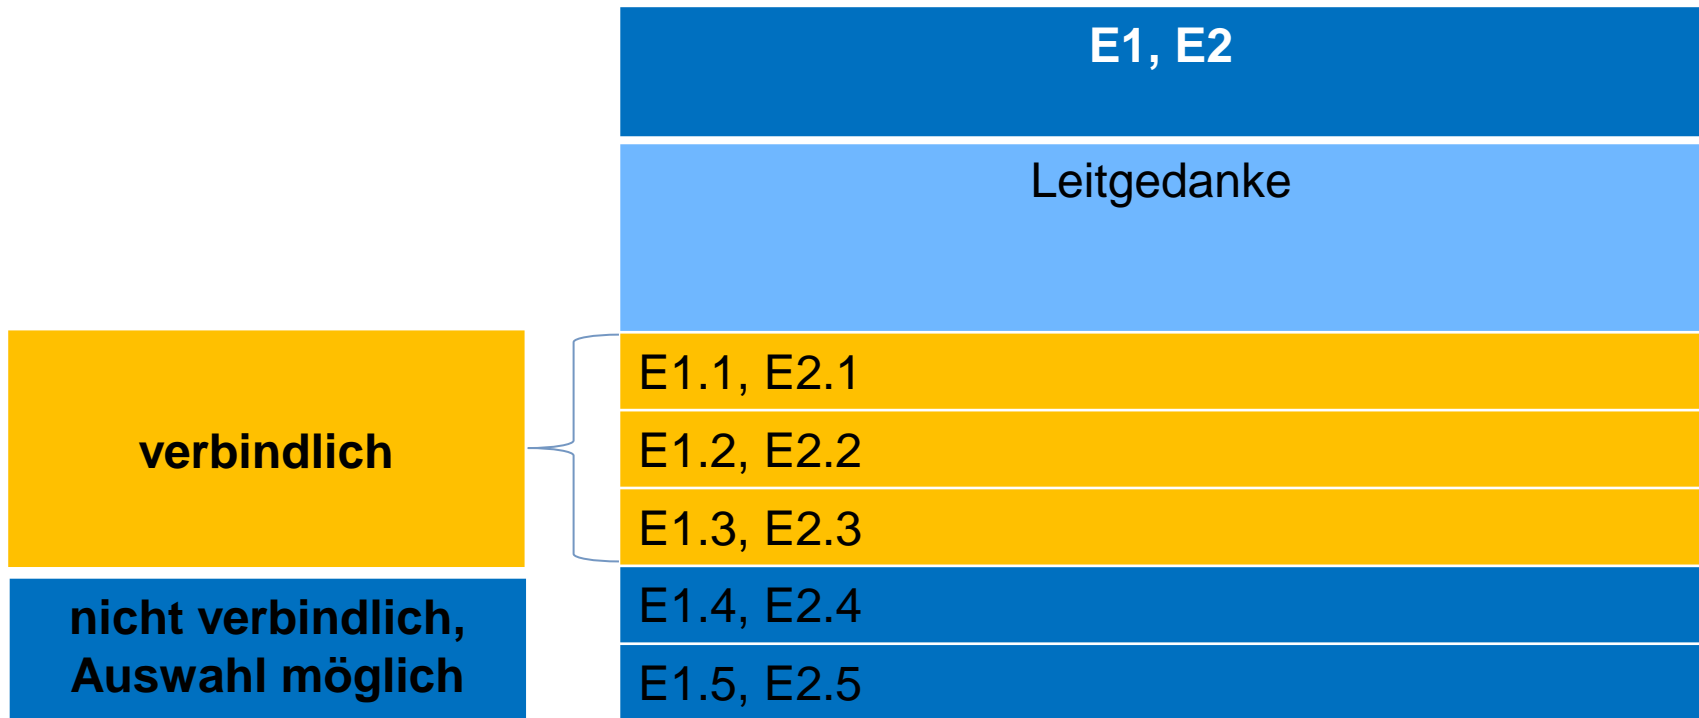 E1, E2
Leitgedanke
verbindlich
E1.1, E2.1
E1.2, E2.2
E1.3, E2.3
nicht verbindlich,
Auswahl möglich
E1.4, E2.4
E1.5, E2.5